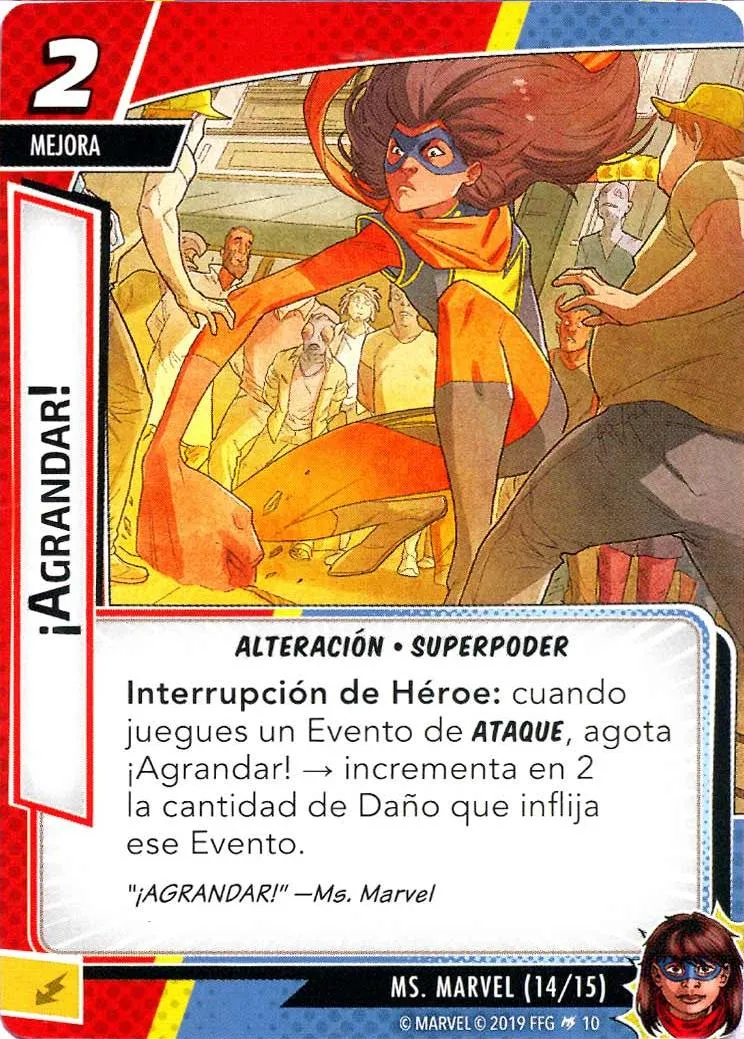 2
MEJORA
¡AGRANDAR!
ALTERACIÓN • SUPERPODER
Interrupción de Héroe: cuando
juegues un Evento de ATAQUE, agota
¡Agrandar! → incrementa en 2
la cantidad de Daño que inflija
ese Evento.
"¡AGRANDAR!" —Ms. Marvel
MS. MARVEL (14/15)
© MARVEL © 2019 FFG 10